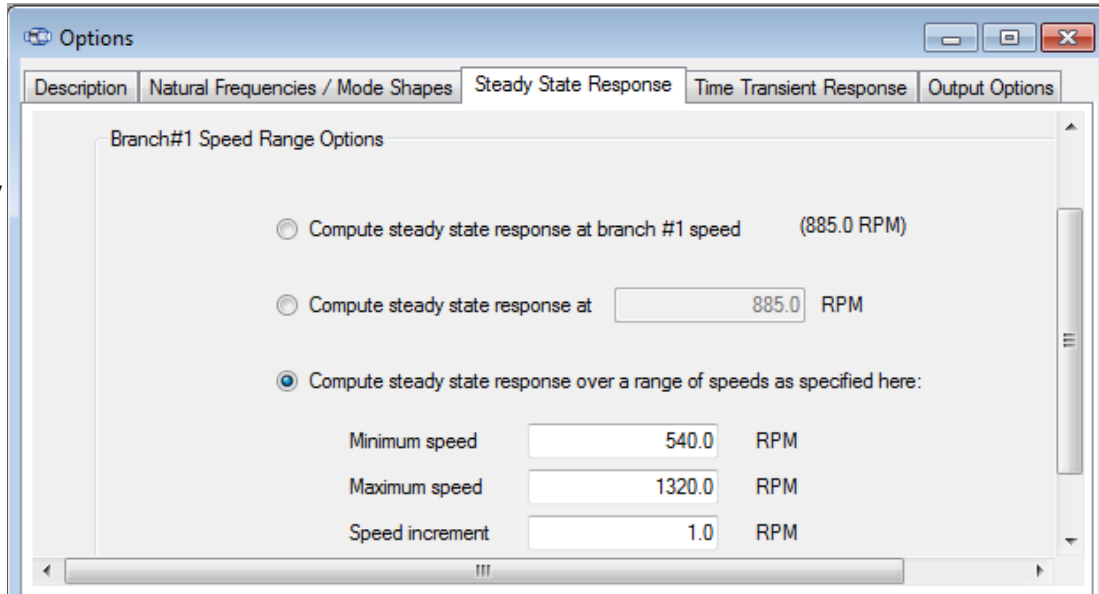 Options
Description Natural Frequencies / Mode Shapes Steady State Response Time Transient Response Output Options
Branch#1 Speed Range Options
Compute steady state response at branch #1 speed (885.0 RPM)
Compute steady state response at 885.0 RPM
Compute steady state response over a range of speeds as specified here:
Minimum speed 540.0 RPM
Maximum speed 1320.0 RPM
Speed increment 1.0 RPM